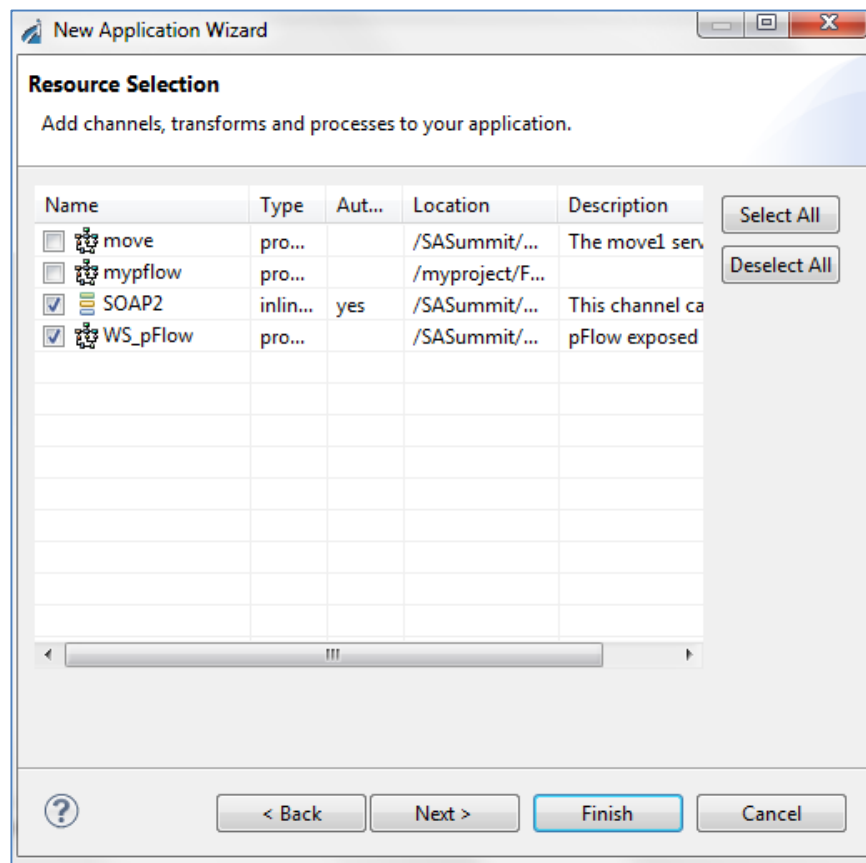 New Application Wizard
Resource Selection
Add channels, transforms and processes to your application.
Name Type Aut... Location Description
Select All
move pro... /SASummit/... The move1 serv
Deselect All
mypflow pro... /myproject/F...
SOAP2 inlin... yes /SASummit/... This channel ca
WS_pFlow pro... /SASummit/... pFlow exposed
< Back Next > Finish Cancel